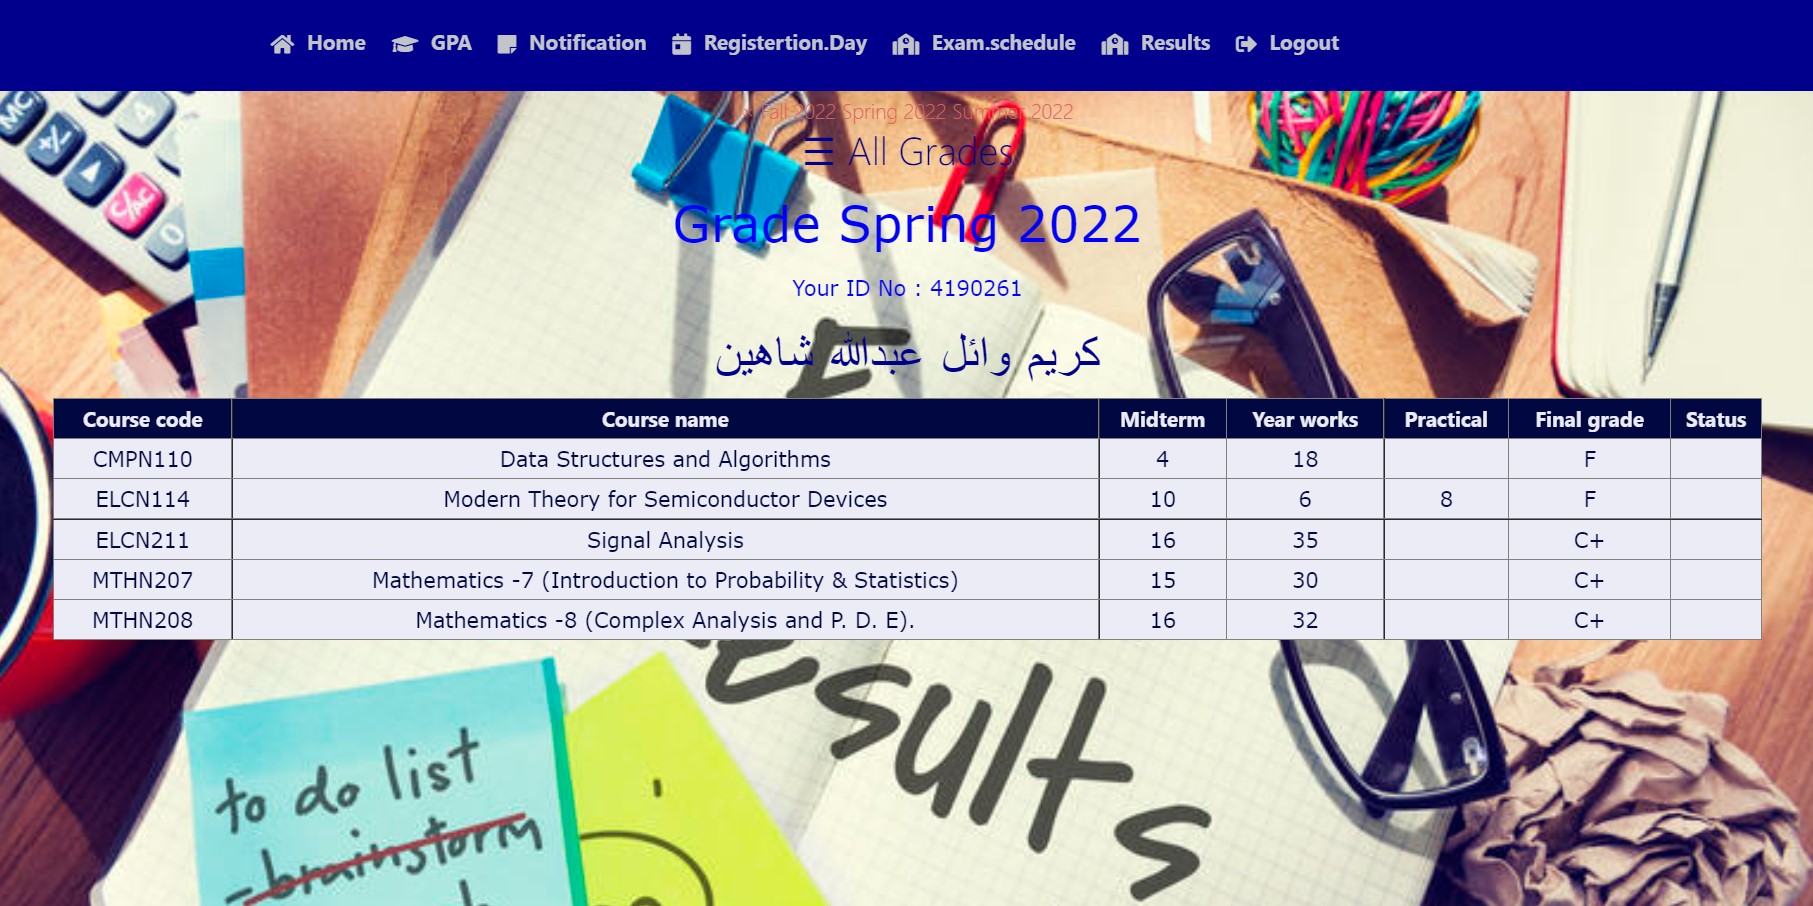 Home GPA Notification Registertion.Day Exam.schedule Results Logout
× Fall 2022 Spring 2022 Summer 2022
☰ All Grades
Grade Spring 2022
Your ID No : 4190261
كريم وائل عبدالله شاهين
Course code Course name Midterm Year works Practical Final grade Status
CMPN110 Data Structures and Algorithms 4 18 F
ELCN114 Modern Theory for Semiconductor Devices 10 6 8 F
ELCN211 Signal Analysis 16 35 C+
MTHN207 Mathematics -7 (Introduction to Probability & Statistics) 15 30 C+
MTHN208 Mathematics -8 (Complex Analysis and P. D. E). 16 32 C+
to do list
- brainstorm
MC
+/-
4
C/AC
0